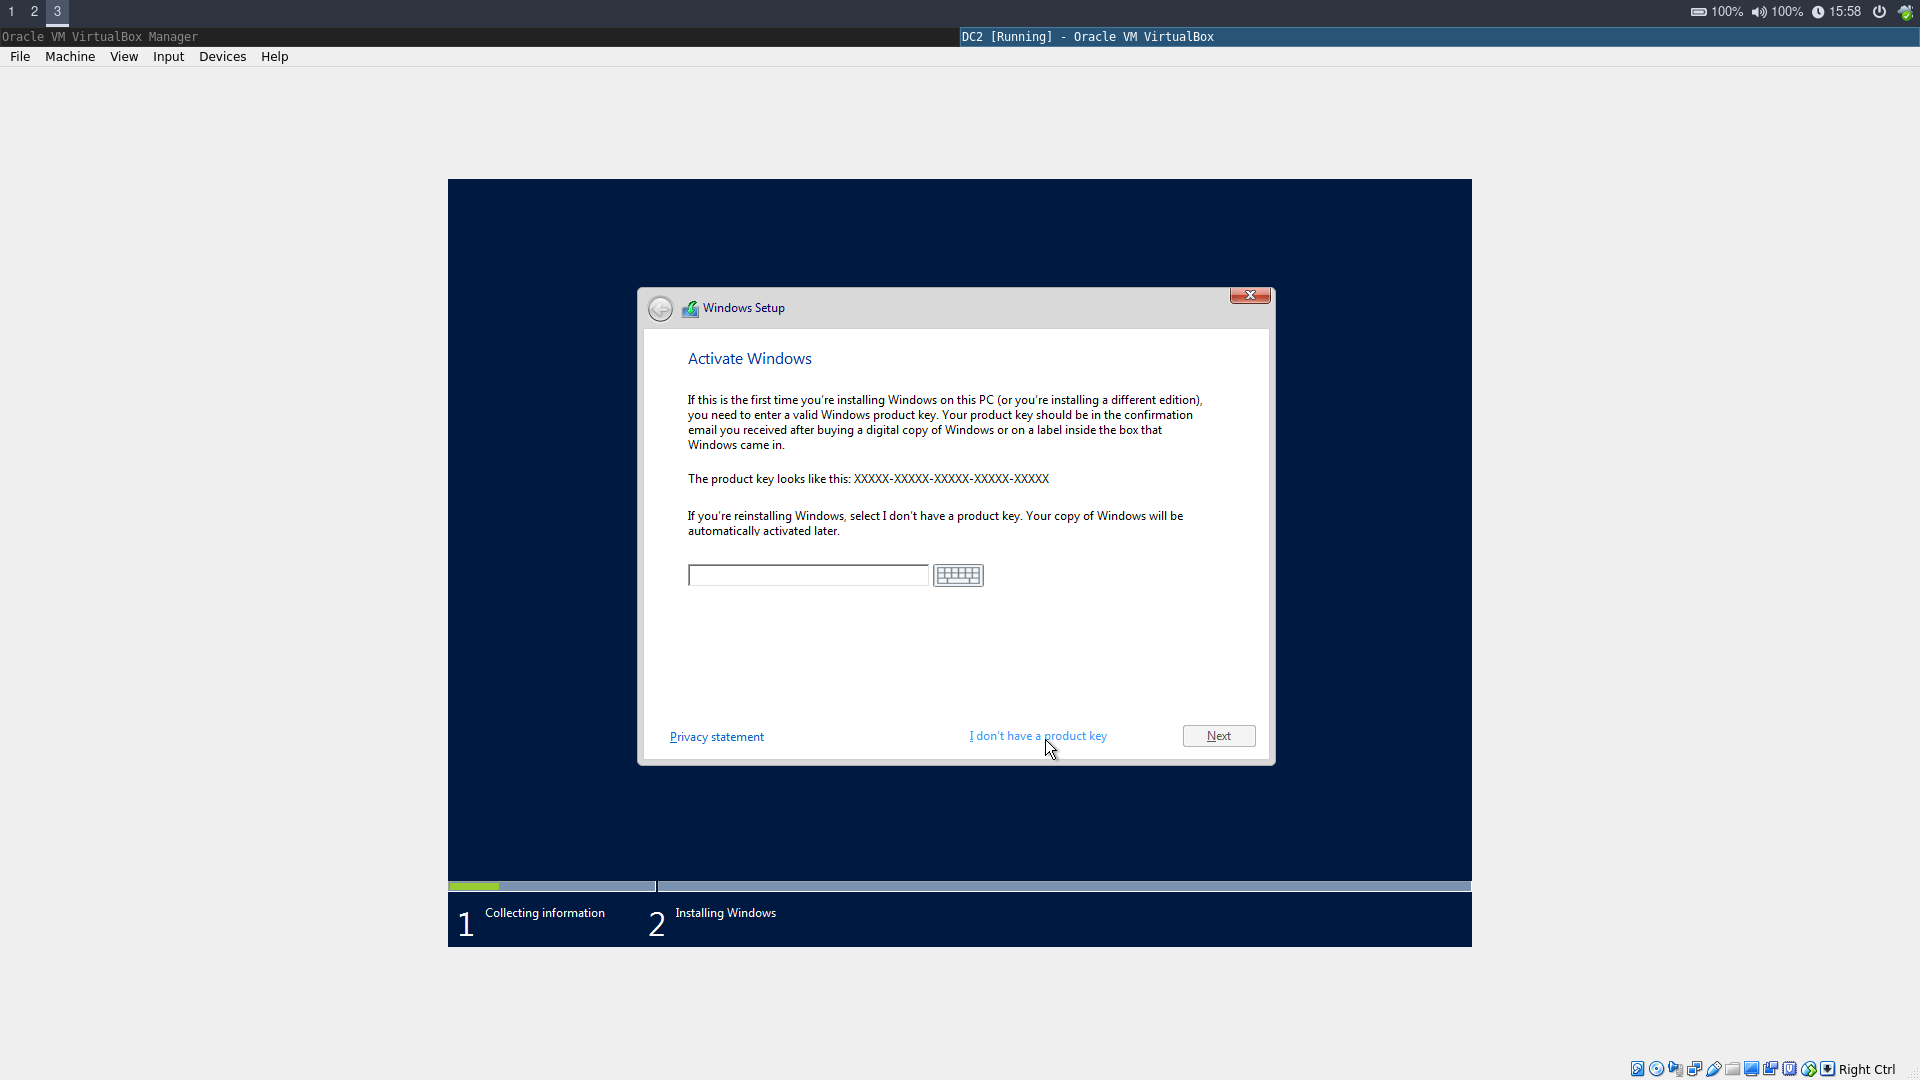 1 2 3 100% 100% 15:58
Oracle VM VirtualBox Manager
DC2 [Running] - Oracle VM VirtualBox
File Machine View Input Devices Help
Windows Setup
Activate Windows
If this is the first time you're installing Windows on this PC (or you're installing a different edition),
you need to enter a valid Windows product key. Your product key should be in the confirmation
email you received after buying a digital copy of Windows or on a label inside the box that
Windows came in.
The product key looks like this: XXXXX-XXXXX-XXXXX-XXXXX-XXXXX
If you're reinstalling Windows, select I don't have a product key. Your copy of Windows will be
automatically activated later.
Privacy statement
I don't have a product key
Next
1 Collecting information
2 Installing Windows
Right Ctrl